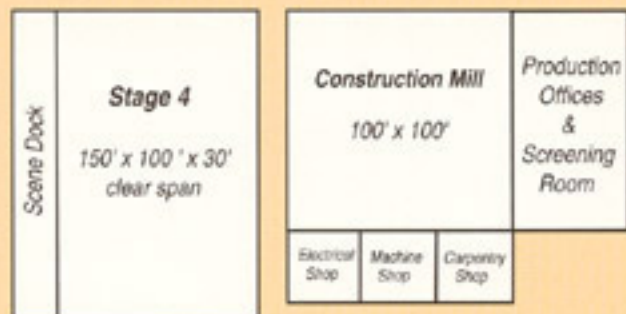 Scene Dock
Stage 4
150' x 100 ' x 30'
clear span
Construction Mill
100' x 100'
Production
Offices
&
Screening
Room
Electrical
Shop
Machine
Shop
Carpentry
Shop